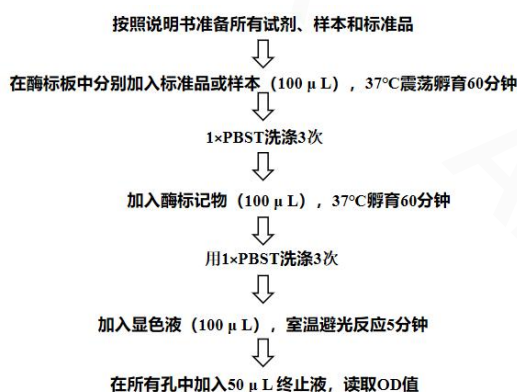 按照说明书准备所有试剂、样本和标准品
在酶标板中分别加入标准品或样本（100 μ L），37℃震荡孵育60分钟
1×PBST洗涤3次
加入酶标记物（100 μ L），37℃孵育60分钟
用1×PBST洗涤3次
加入显色液（100 μ L），室温避光反应5分钟
在所有孔中加入50 μ L 终止液，读取OD值